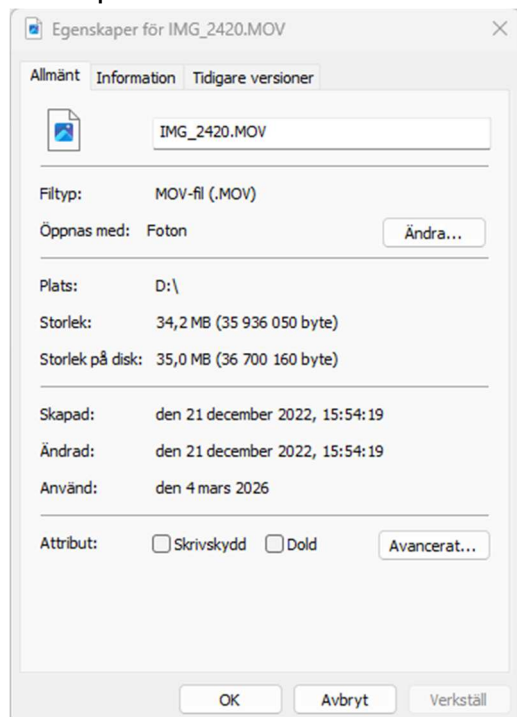 Egenskaper för IMG_2420.MOV
Allmänt Information Tidigare versioner
IMG_2420.MOV
Filtyp: MOV-fil (.MOV)
Öppnas med: Foton Ändra...
Plats: D:\
Storlek: 34,2 MB (35 936 050 byte)
Storlek på disk: 35,0 MB (36 700 160 byte)
Skapad: den 21 december 2022, 15:54:19
Ändrad: den 21 december 2022, 15:54:19
Använd: den 4 mars 2026
Attribut: Skrivskydd Dold Avancerat...
OK Avbryt Verkställ